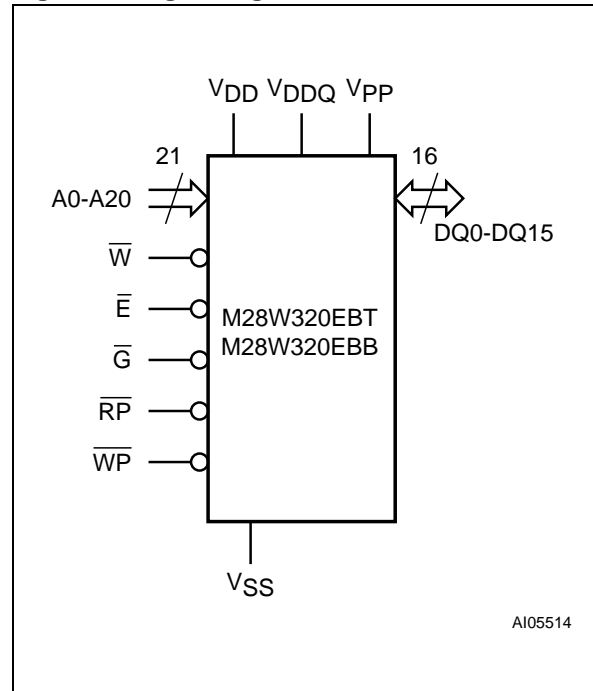 VDD VDDQ VPP
21
16
A0-A20
DQ0-DQ15
W
E
M28W320EBT
G
M28W320EBB
RP
WP
VSS
AI05514